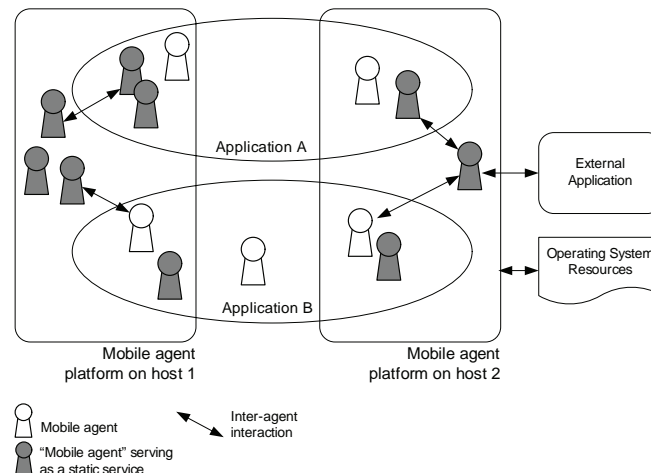 Application A
External
Application
Operating System
Resources
Application B
Mobile agent
platform on host 1
Mobile agent
platform on host 2
Mobile agent
Inter-agent
interaction
“Mobile agent” serving
as a static service